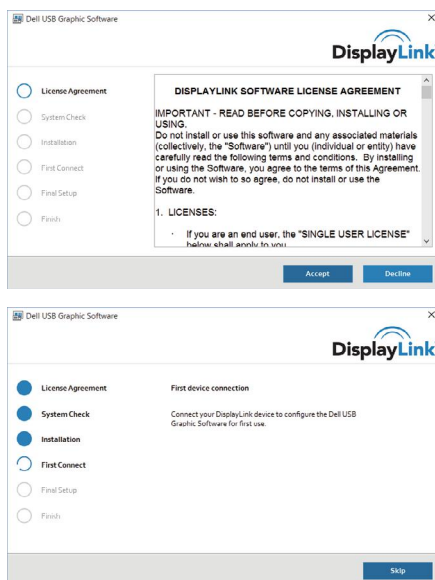 Dell USB Graphic Software
DisplayLink
License Agreement
System Check
Installation
First Connect
Final Setup
Finish
DISPLAYLINK SOFTWARE LICENSE AGREEMENT
IMPORTANT - READ BEFORE COPYING, INSTALLING OR
USING.
Do not install or use this software and any associated materials
(collectively, the "Software") until you (individual or entity) have
carefully read the following terms and conditions. By installing
or using the Software, you agree to the terms of this Agreement.
If you do not wish to so agree, do not install or use the
Software.
1. LICENSES:
· If you are an end user, the "SINGLE USER LICENSE"
below shall apply to you
Accept
Decline
Dell USB Graphic Software
DisplayLink
License Agreement
System Check
Installation
First Connect
Final Setup
Finish
First device connection
Connect your DisplayLink device to configure the Dell USB
Graphic Software for first use.
Skip